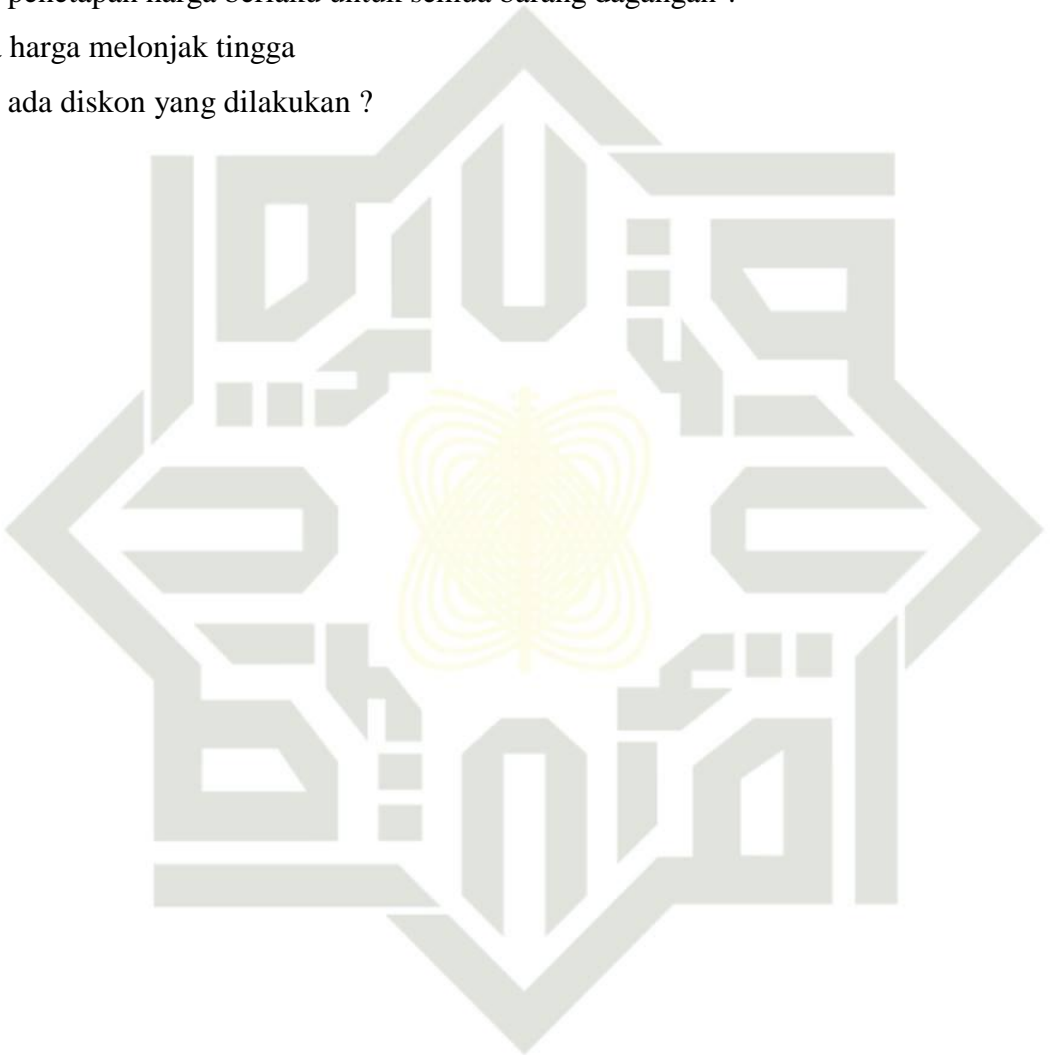 penetapan harga berlaku untuk semua barang dagangan ?
harga melonjak tingga
ada diskon yang dilakukan ?